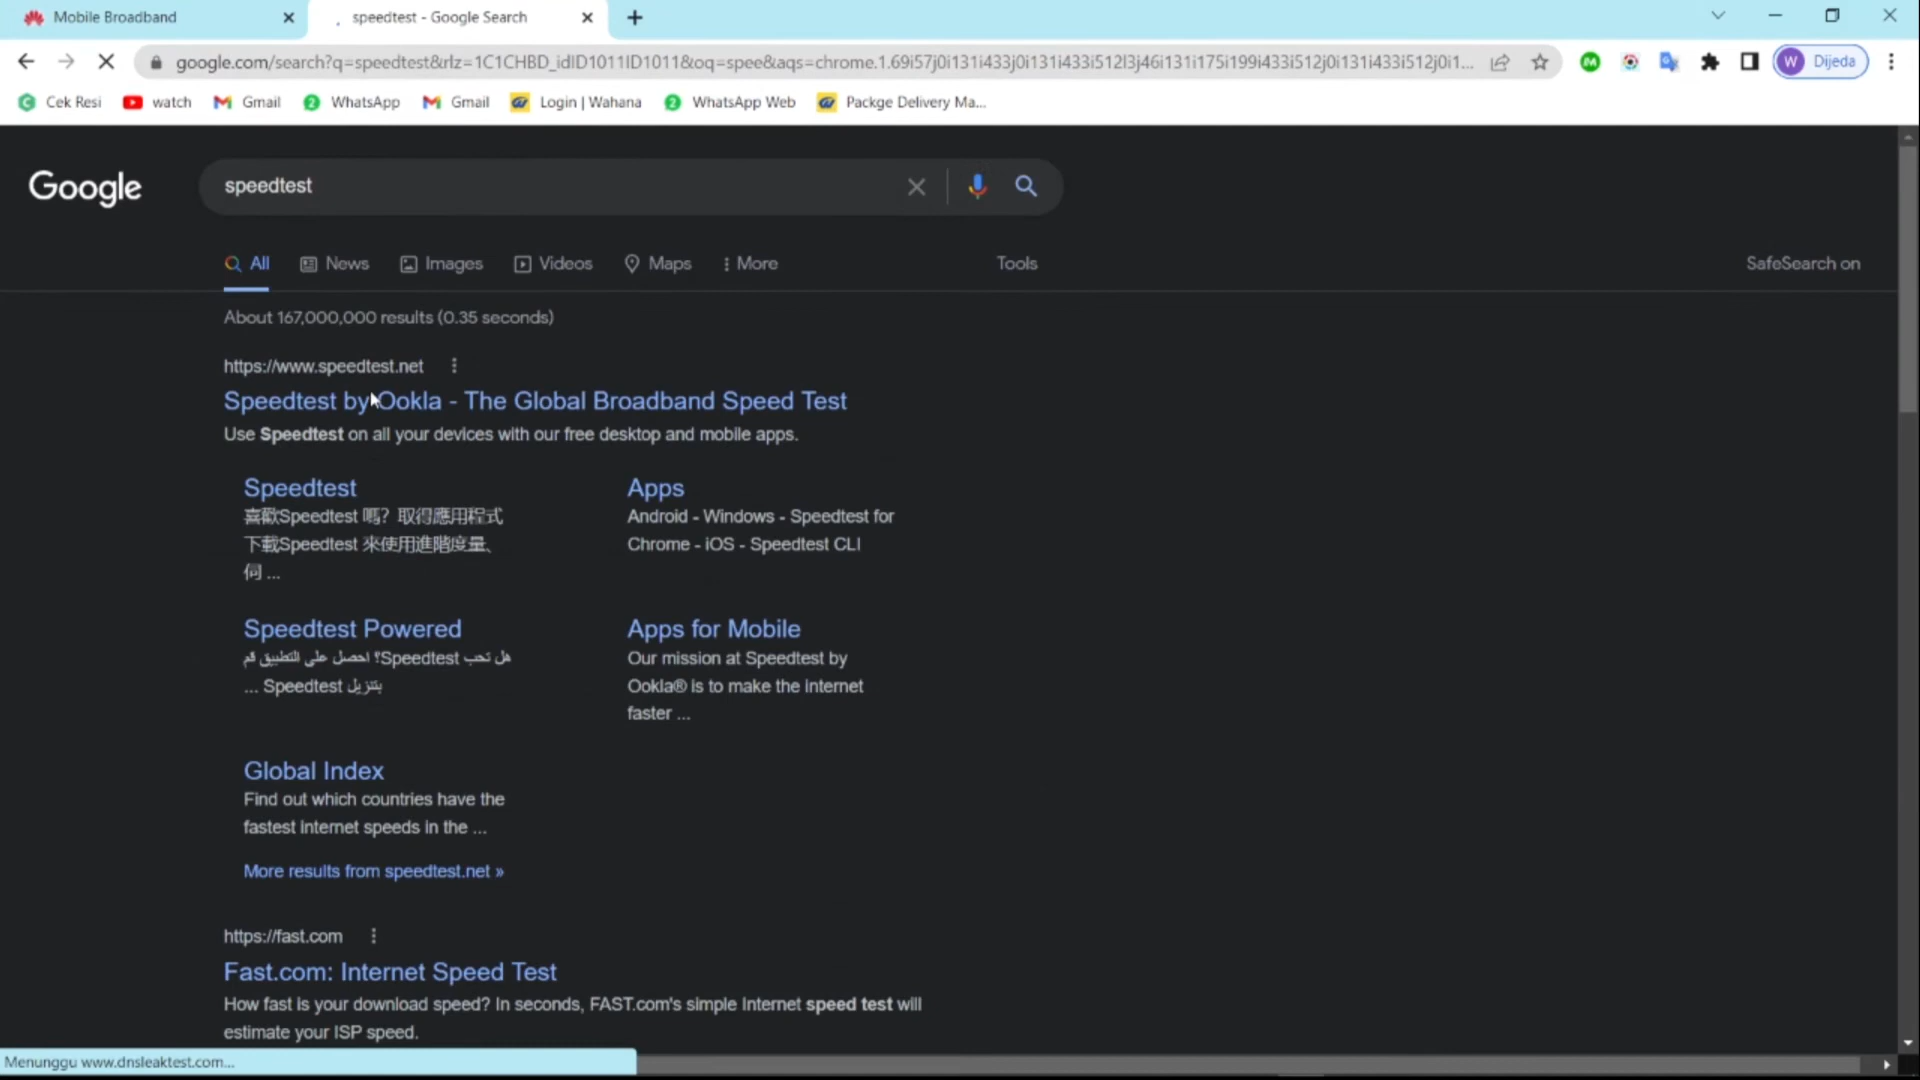 Mobile Broadband
speedtest - Google Search
google.com/search?q=speedtest&rlz=1C1CHBD_idID1011ID1011&oq=spee&aqs=chrome.1.69i57j0i131i433j0i131i433i512l3j46i131i175i199i433i512j0i131i433i512j0i1...
W Dijeda
Cek Resi watch Gmail WhatsApp Gmail Login | Wahana WhatsApp Web Packge Delivery Ma...
Google
speedtest
All News Images Videos Maps More Tools SafeSearch on
About 167,000,000 results (0.35 seconds)
https://www.speedtest.net
Speedtest by Ookla - The Global Broadband Speed Test
Use Speedtest on all your devices with our free desktop and mobile apps.
Speedtest
喜歡Speedtest 嗎? 取得應用程式
下載Speedtest 來使用進階度量、
伺 ...
Apps
Android - Windows - Speedtest for
Chrome - iOS - Speedtest CLI
Speedtest Powered
هل تحب Speedtest؟ احصل على التطبيق قم
بتنزيل Speedtest ...
Apps for Mobile
Our mission at Speedtest by
Ookla® is to make the internet
faster ...
Global Index
Find out which countries have the
fastest internet speeds in the ...
More results from speedtest.net »
https://fast.com
Fast.com: Internet Speed Test
How fast is your download speed? In seconds, FAST.com's simple Internet speed test will
estimate your ISP speed.
Menunggu www.dnsleaktest.com...